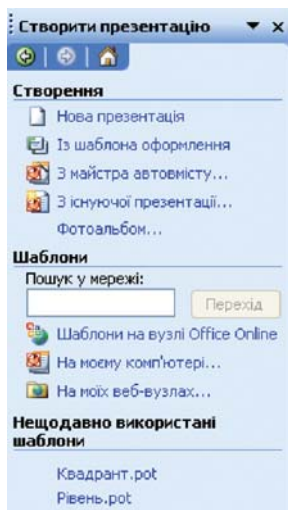 Створити презентацію
Створення
Нова презентація
Із шаблона оформлення
З майстра автовмісту...
З існуючої презентації...
Фотоальбом...
Шаблони
Пошук у мережі:
Перехід
Шаблони на вузлі Office Online
На моєму комп'ютері...
На моїх веб-вузлах...
Нещодавно використані
шаблони
Квадрант.pot
Рівень.pot